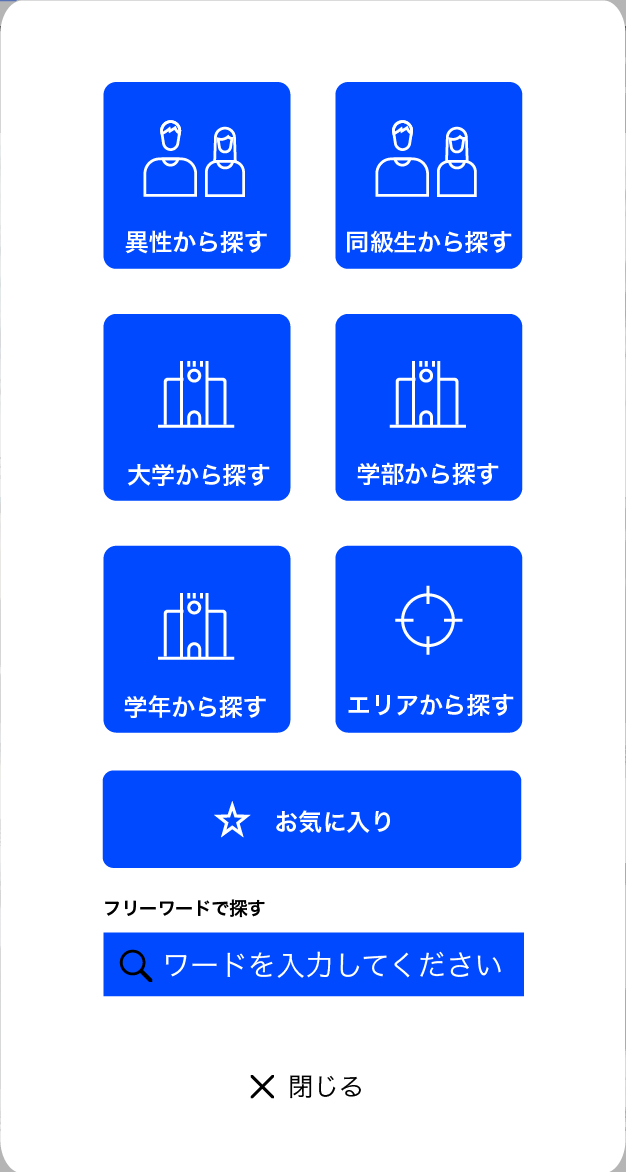 異性から探す
同級生から探す
大学から探す
学部から探す
学年から探す
エリアから探す
お気に入り
フリーワードで探す
ワードを入力してください
閉じる